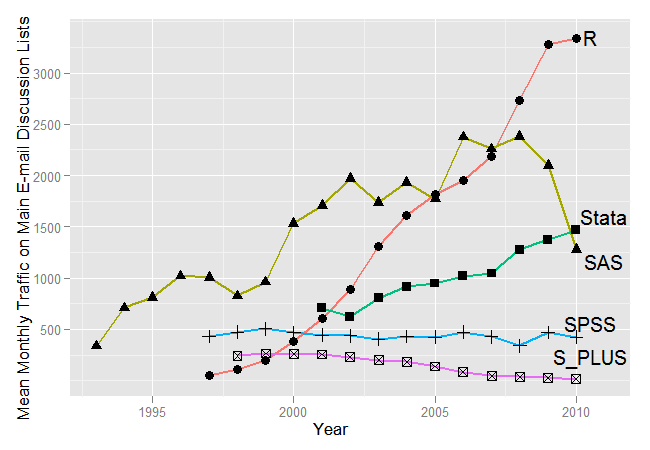 Mean Monthly Traffic on Main E-mail Discussion Lists
3000
2500
2000
1500
1000
500
R
Stata
SAS
SPSS
S_PLUS
1995
2000
2005
2010
Year